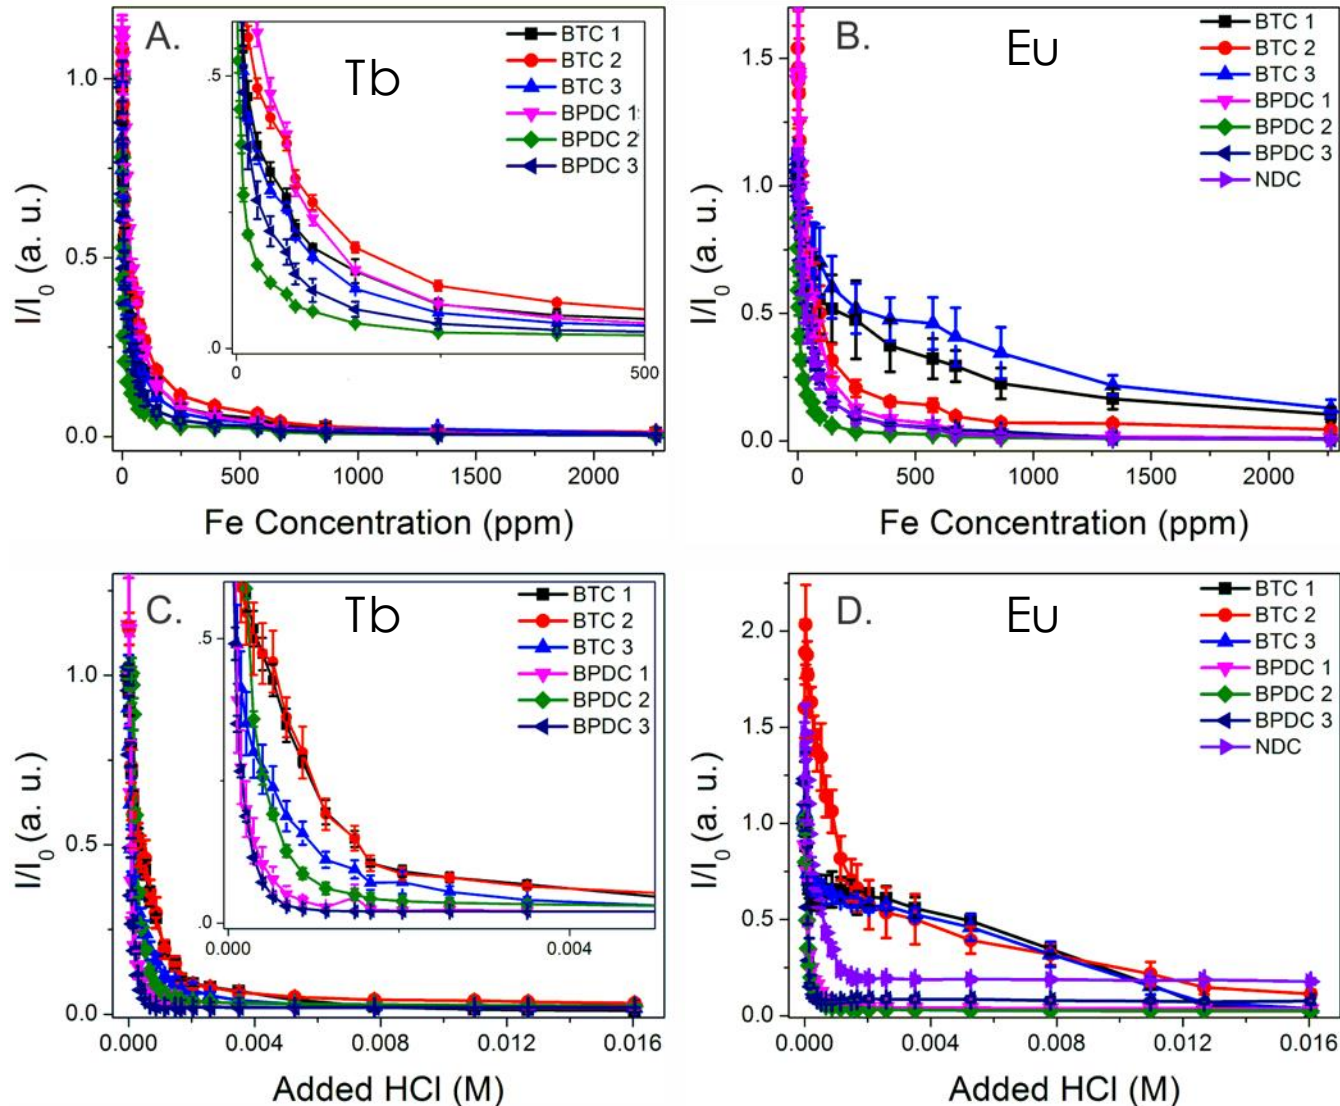 A.
Tb
BTC 1
BTC 2
BTC 3
BPDC 1
BPDC 2
BPDC 3
.5
.0
0
500
1.0
0.5
0.0
I/I0 (a. u.)
0
500
1000
1500
2000
Fe Concentration (ppm)
B.
Eu
BTC 1
BTC 2
BTC 3
BPDC 1
BPDC 2
BPDC 3
NDC
1.5
1.0
0.5
0.0
I/I0 (a. u.)
0
500
1000
1500
2000
Fe Concentration (ppm)
C.
Tb
BTC 1
BTC 2
BTC 3
BPDC 1
BPDC 2
BPDC 3
.5
.0
0.000
0.004
1.0
0.5
0.0
I/I0 (a. u.)
0.000
0.004
0.008
0.012
0.016
Added HCl (M)
D.
Eu
BTC 1
BTC 2
BTC 3
BPDC 1
BPDC 2
BPDC 3
NDC
2.0
1.5
1.0
0.5
0.0
I/I0 (a. u.)
0.000
0.004
0.008
0.012
0.016
Added HCl (M)